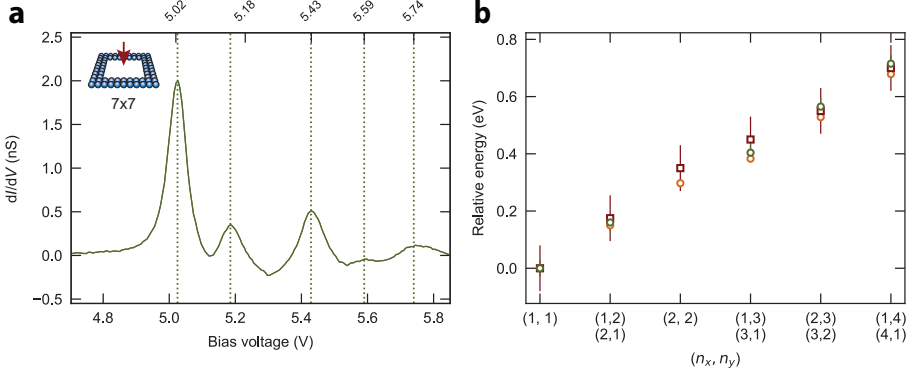 a
5.02 5.18 5.43 5.59 5.74
2.5
2.0
1.5
1.0
0.5
0.0
−0.5
dI/dV (nS)
7x7
4.8 5.0 5.2 5.4 5.6 5.8
Bias voltage (V)
b
0.8
0.6
0.4
0.2
0.0
Relative energy (eV)
(1, 1) (1,2) (2, 2) (1,3) (2,3) (1,4)
(2,1) (3,1) (3,2) (4,1)
(nx, ny)